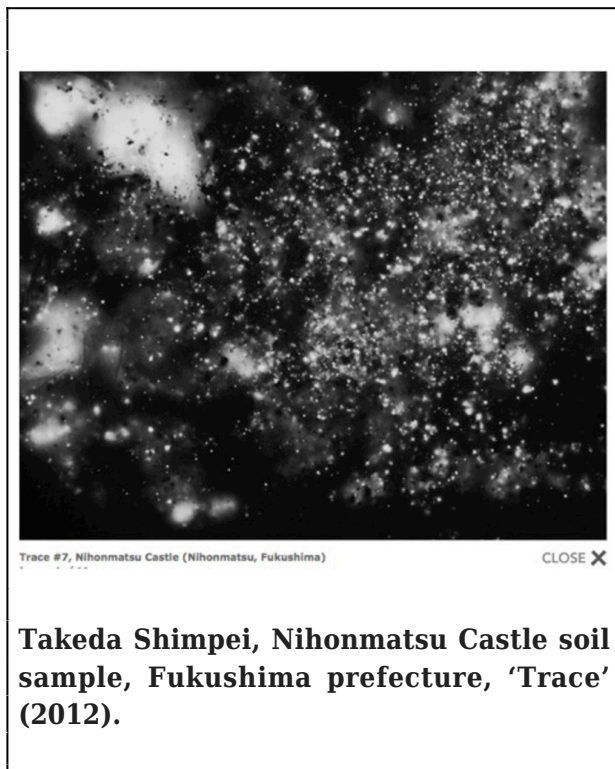 Trace #7, Nihonmatsu Castle (Nihonmatsu, Fukushima)
CLOSE X
Takeda Shimpei, Nihonmatsu Castle soil
sample, Fukushima prefecture, ‘Trace’
(2012).